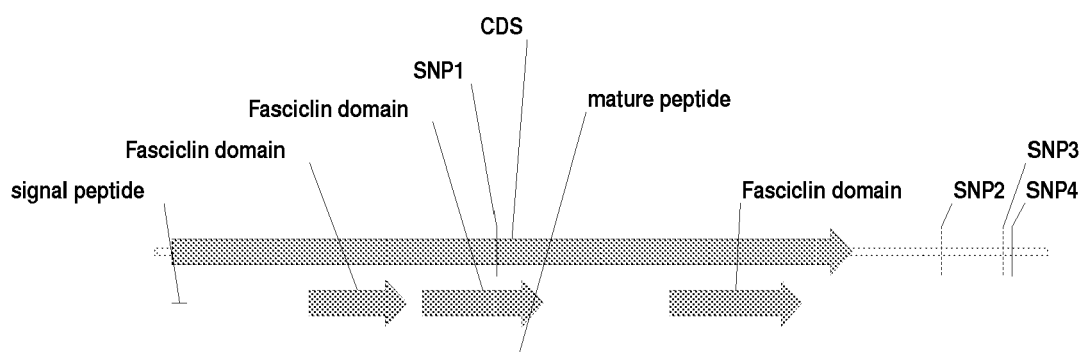 CDS
SNP1
Fasciclin domain
mature peptide
Fasciclin domain
SNP3
signal peptide
Fasciclin domain
SNP2
SNP4